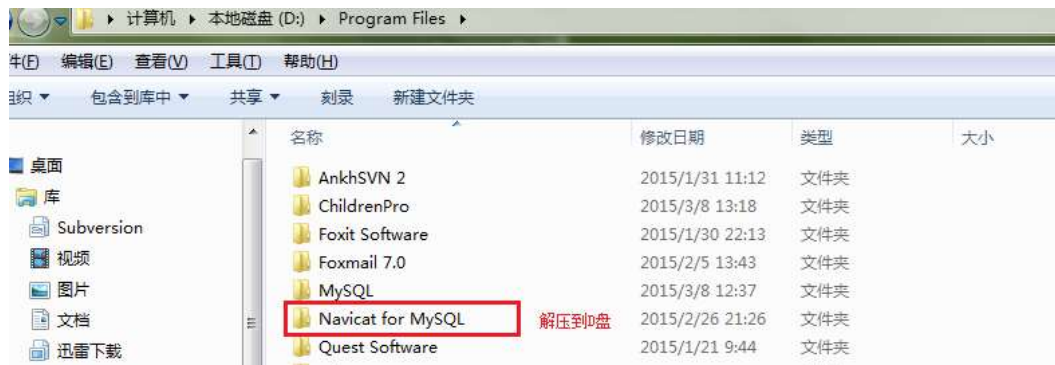 计算机 本地磁盘 (D:) Program Files
件(F) 编辑(E) 查看(V) 工具(T) 帮助(H)
组织 包含到库中 共享 刻录 新建文件夹
名称 修改日期 类型 大小
桌面
库
Subversion
视频
图片
文档
迅雷下载
AnkhSVN 2 2015/1/31 11:12 文件夹
ChildrenPro 2015/3/8 13:18 文件夹
Foxit Software 2015/1/30 22:13 文件夹
Foxmail 7.0 2015/2/5 13:43 文件夹
MySQL 2015/3/8 12:37 文件夹
Navicat for MySQL 解压到D盘 2015/2/26 21:26 文件夹
Quest Software 2015/1/21 9:44 文件夹